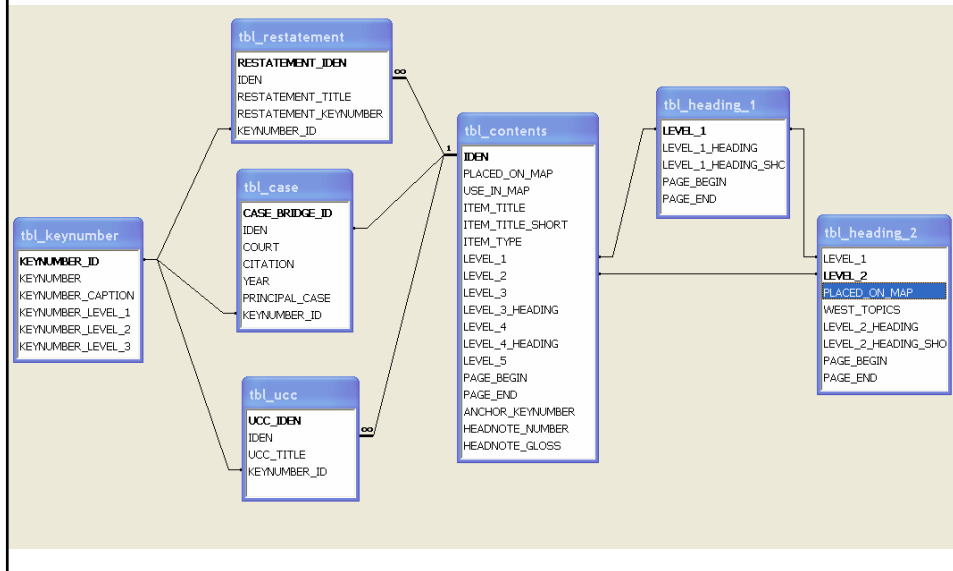 tbl_restatement
RESTATEMENT_IDEN
IDEN
RESTATEMENT_TITLE
RESTATEMENT_KEYNUMBER
KEYNUMBER_ID
∞
tbl_case
CASE_BRIDGE_ID
IDEN
COURT
CITATION
YEAR
PRINCIPAL_CASE
KEYNUMBER_ID
tbl_keynumber
KEYNUMBER_ID
KEYNUMBER
KEYNUMBER_CAPTION
KEYNUMBER_LEVEL_1
KEYNUMBER_LEVEL_2
KEYNUMBER_LEVEL_3
tbl_ucc
UCC_IDEN
IDEN
UCC_TITLE
KEYNUMBER_ID
∞
1
tbl_contents
IDEN
PLACED_ON_MAP
USE_IN_MAP
ITEM_TITLE
ITEM_TITLE_SHORT
ITEM_TYPE
LEVEL_1
LEVEL_2
LEVEL_3
LEVEL_3_HEADING
LEVEL_4
LEVEL_4_HEADING
LEVEL_5
PAGE_BEGIN
PAGE_END
ANCHOR_KEYNUMBER
HEADNOTE_NUMBER
HEADNOTE_GLOSS
tbl_heading_1
LEVEL_1
LEVEL_1_HEADING
LEVEL_1_HEADING_SHC
PAGE_BEGIN
PAGE_END
tbl_heading_2
LEVEL_1
LEVEL_2
PLACED_ON_MAP
WEST_TOPICS
LEVEL_2_HEADING
LEVEL_2_HEADING_SHO
PAGE_BEGIN
PAGE_END